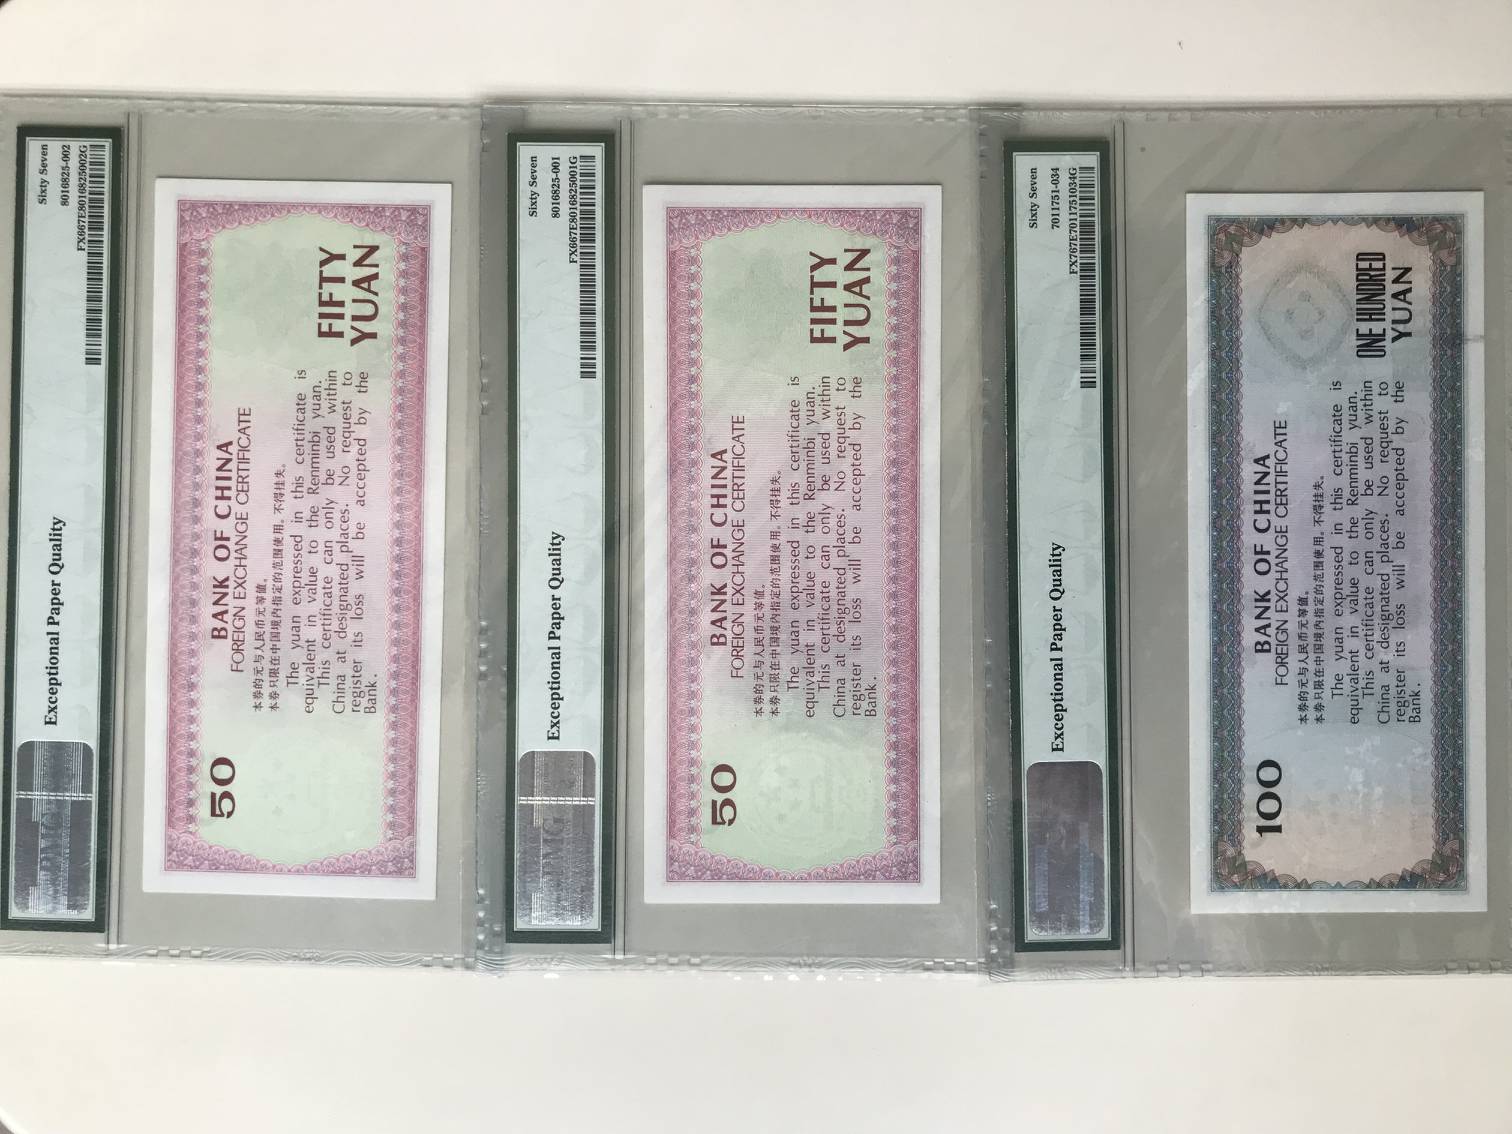 Sixty Seven
8016825-002
FX667E8016825002G
Exceptional Paper Quality
BANK OF CHINA
FOREIGN EXCHANGE CERTIFICATE
本券的元与人民币元等值。
本券只限在中国境内指定的范围使用。不得挂失。
The yuan expressed in this certificate is
equivalent in value to the Renminbi yuan.
This certificate can only be used within
China at designated places. No request to
register its loss will be accepted by the
Bank.
50
FIFTY
YUAN
Sixty Seven
8016825-001
FX667E8016825001G
Exceptional Paper Quality
PMG
BANK OF CHINA
FOREIGN EXCHANGE CERTIFICATE
本券的元与人民币元等值。
本券只限在中国境内指定的范围使用。不得挂失。
The yuan expressed in this certificate is
equivalent in value to the Renminbi yuan.
This certificate can only be used within
China at designated places. No request to
register its loss will be accepted by the
Bank.
50
FIFTY
YUAN
Sixty Seven
7011751-034
FX767E7011751034G
Exceptional Paper Quality
BANK OF CHINA
FOREIGN EXCHANGE CERTIFICATE
本券的元与人民币元等值。
本券只限在中国境内指定的范围使用。不得挂失。
The yuan expressed in this certificate is
equivalent in value to the Renminbi yuan.
This certificate can only be used within
China at designated places. No request to
register its loss will be accepted by the
Bank.
100
ONE HUNDRED
YUAN